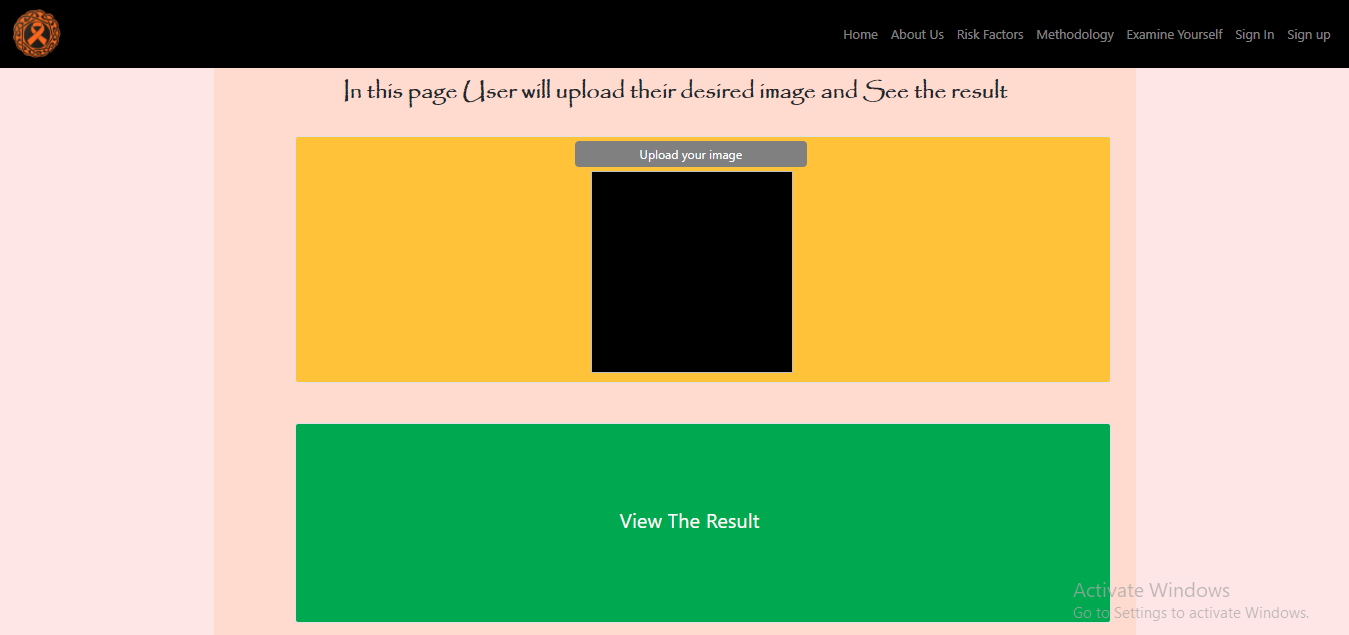 Home About Us Risk Factors Methodology Examine Yourself Sign In Sign up
In this page User will upload their desired image and See the result
Upload your image
View The Result
Activate Windows
Go to Settings to activate Windows.